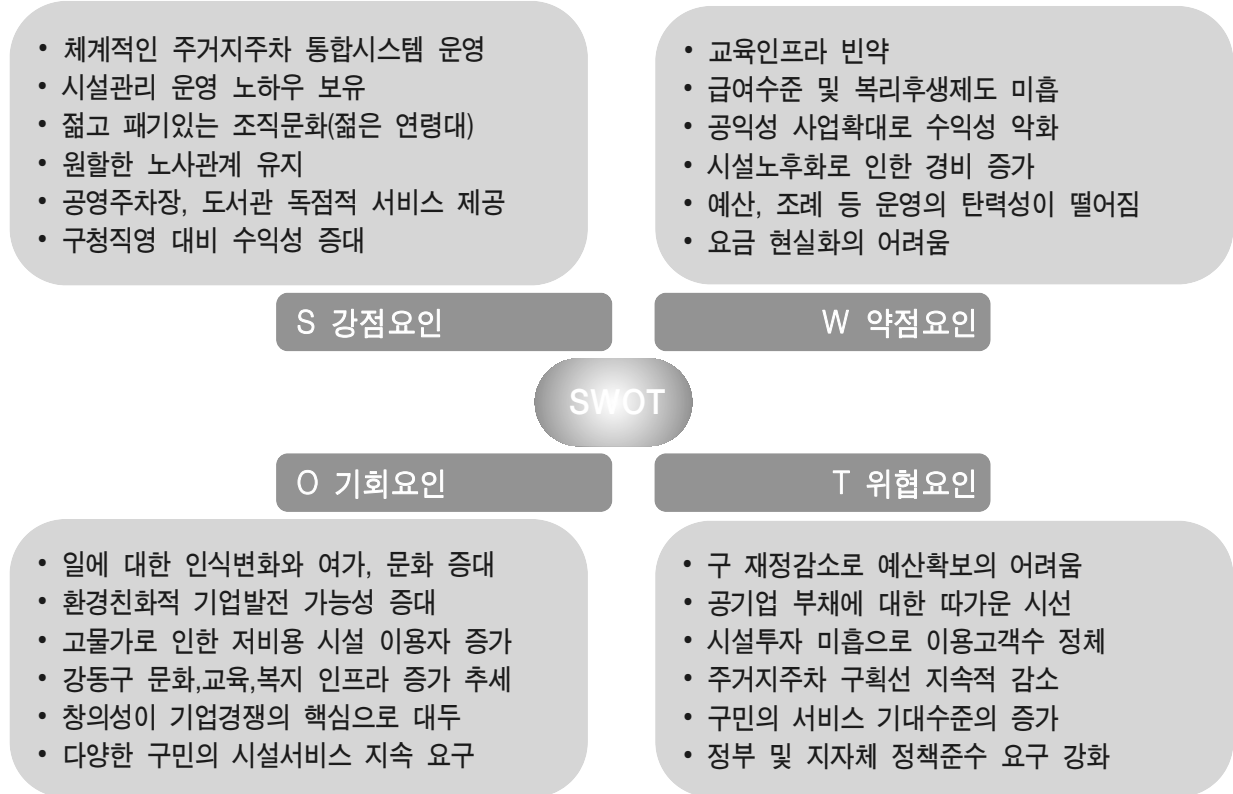 • 체계적인 주거지주차 통합시스템 운영
• 시설관리 운영 노하우 보유
• 젊고 패기있는 조직문화(젊은 연령대)
• 원할한 노사관계 유지
• 공영주차장, 도서관 독점적 서비스 제공
• 구청직영 대비 수익성 증대
S 강점요인
• 교육인프라 빈약
• 급여수준 및 복리후생제도 미흡
• 공익성 사업확대로 수익성 악화
• 시설노후화로 인한 경비 증가
• 예산, 조례 등 운영의 탄력성이 떨어짐
• 요금 현실화의 어려움
W 약점요인
SWOT
O 기회요인
• 일에 대한 인식변화와 여가, 문화 증대
• 환경친화적 기업발전 가능성 증대
• 고물가로 인한 저비용 시설 이용자 증가
• 강동구 문화,교육,복지 인프라 증가 추세
• 창의성이 기업경쟁의 핵심으로 대두
• 다양한 구민의 시설서비스 지속 요구
T 위협요인
• 구 재정감소로 예산확보의 어려움
• 공기업 부채에 대한 따가운 시선
• 시설투자 미흡으로 이용고객수 정체
• 주거지주차 구획선 지속적 감소
• 구민의 서비스 기대수준의 증가
• 정부 및 지자체 정책준수 요구 강화